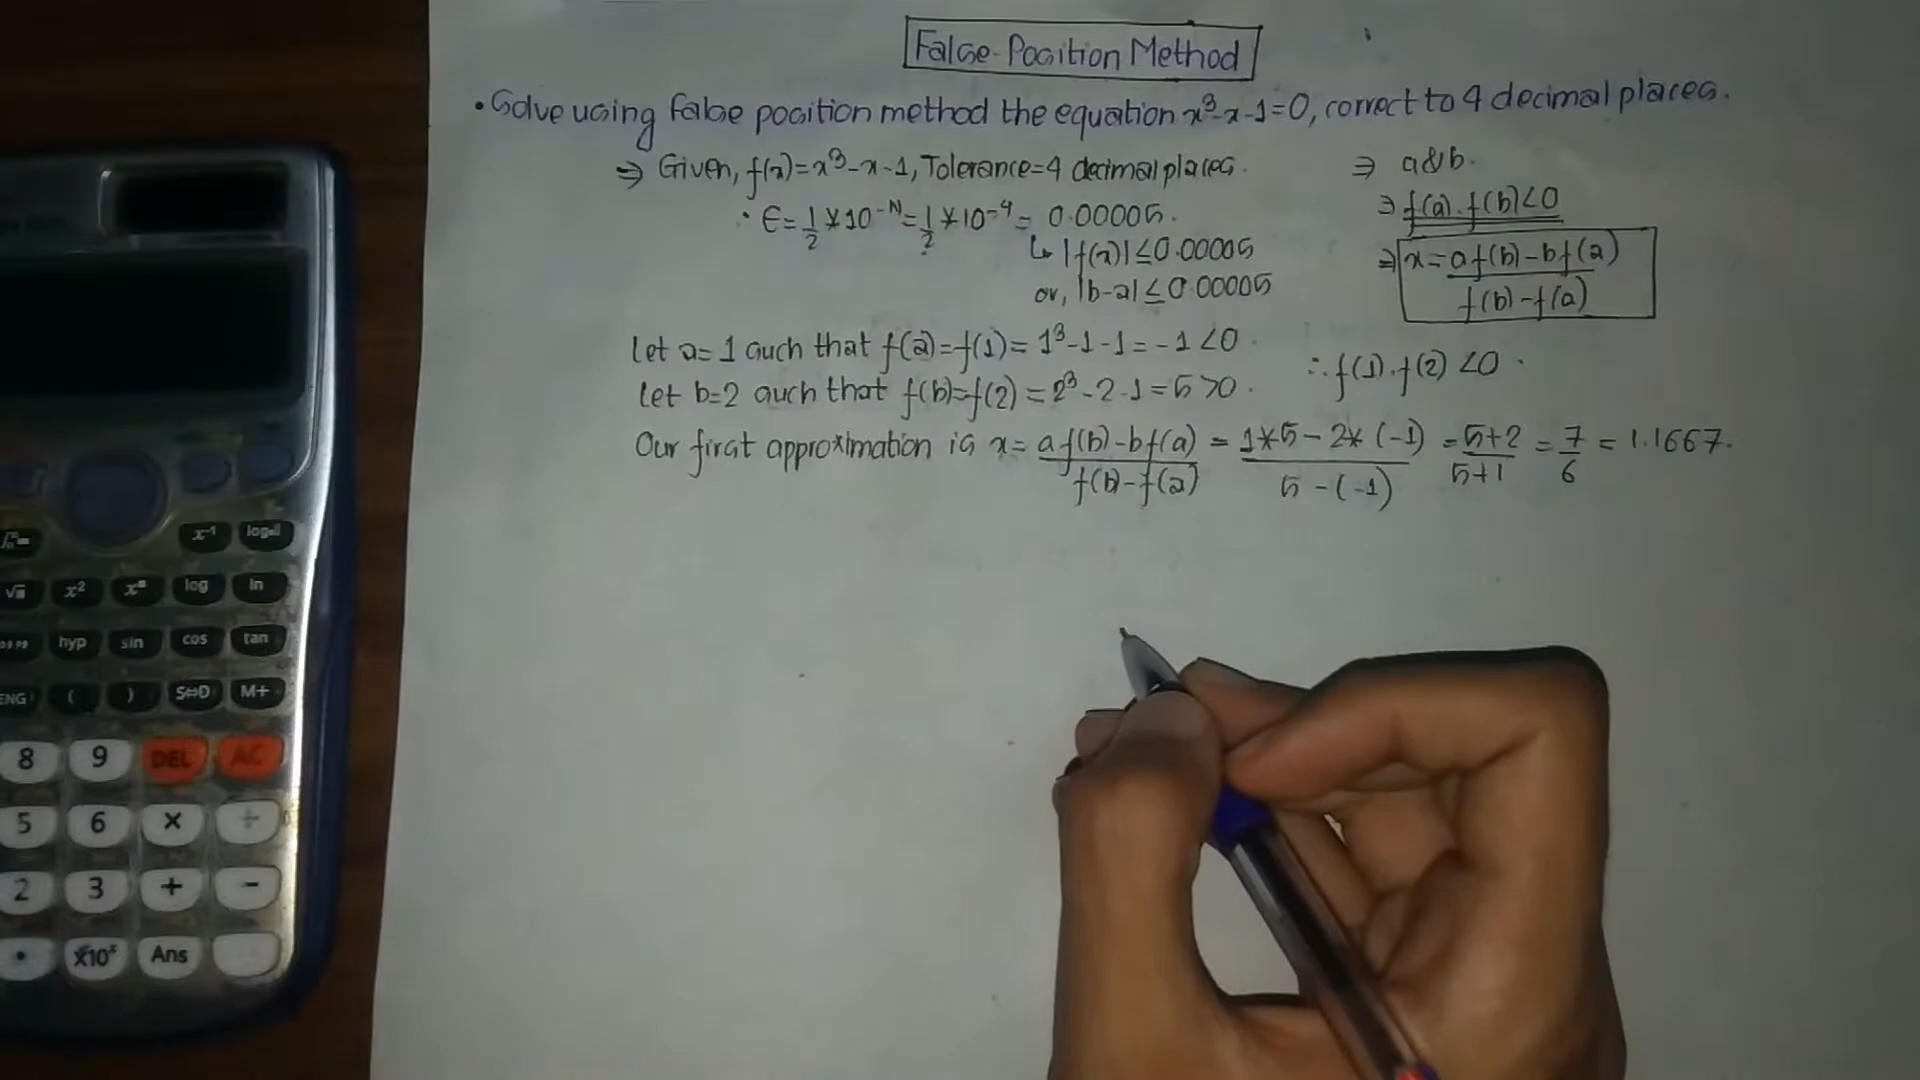 False-Position Method
• Solve using false position method the equation x³-x-1=0, correct to 4 decimal places.
⇒ Given, f(x)=x³-x-1, Tolerance=4 decimal places.
∴ ϵ=1/2*10^-N=1/2*10^-4= 0.00005.
↳ |f(x)|≤0.00005
or, |b-a|≤0.00005
⇒ a&b.
⇒ f(a).f(b)<0
⇒ x=af(b)-bf(a)/f(b)-f(a)
let a=1 such that f(a)=f(1)=1³-1-1=-1<0.
let b=2 such that f(b)=f(2)=2³-2-1=5>0.
∴ f(1).f(2)<0.
Our first approximation is x=af(b)-bf(a)/f(b)-f(a) = 1*5-2*(-1)/5-(-1) = 5+2/5+1 = 7/6 = 1.1667.
x⁻¹
√ x² log ln
hyp sin cos tan
ENG ( ) S⇔D M+
8 9 DEL AC
5 6 × ÷
2 3 + -
• ×10ˣ Ans